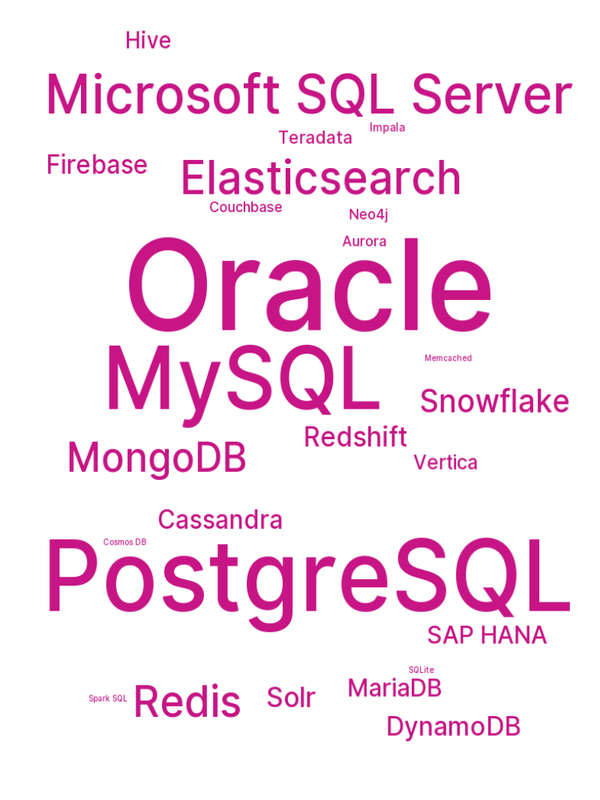 Hive
Microsoft SQL Server
Impala
Teradata
Firebase
Elasticsearch
Couchbase
Neo4j
Aurora
Oracle
MySQL
Memcached
Snowflake
Redshift
MongoDB
Vertica
Cassandra
Cosmos DB
PostgreSQL
SAP HANA
SQLite
MariaDB
Spark SQL
Redis
Solr
DynamoDB